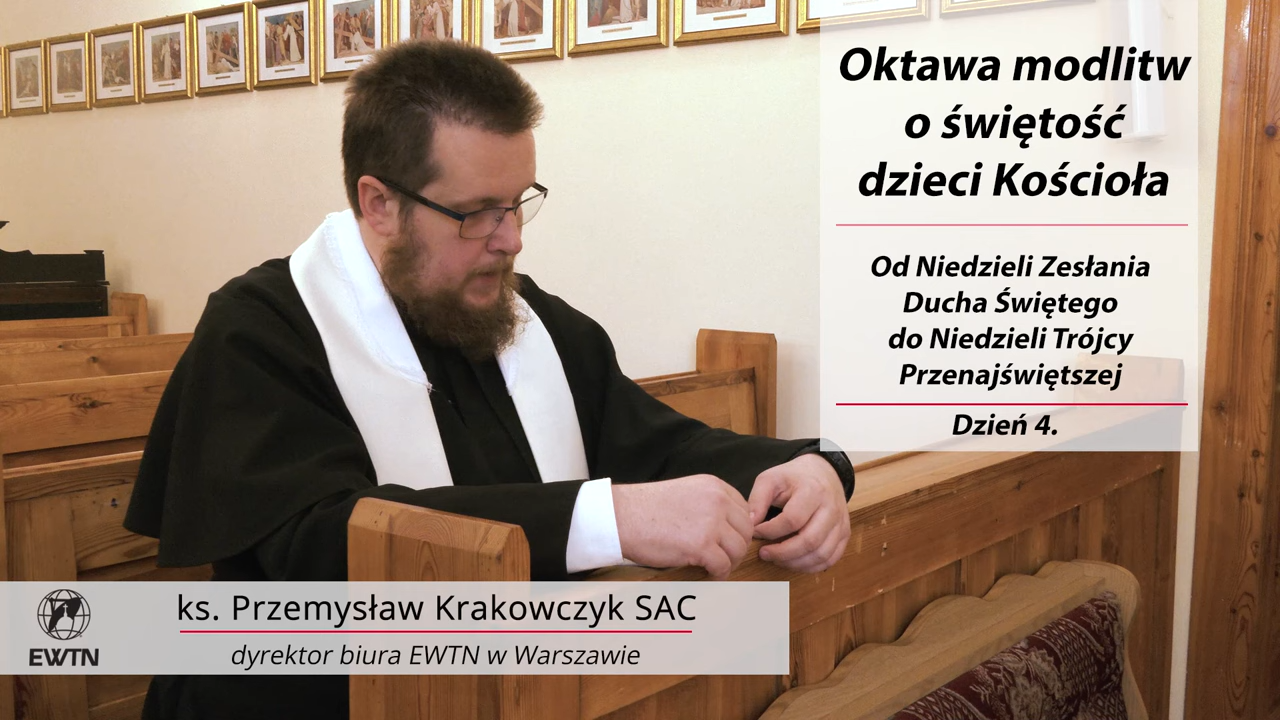 Oktawa modlitw
o świętość
dzieci Kościoła
Od Niedzieli Zesłania
Ducha Świętego
do Niedzieli Trójcy
Przenajświętszej
Dzień 4.
ks. Przemysław Krakowczyk SAC
EWTN
dyrektor biura EWTN w Warszawie